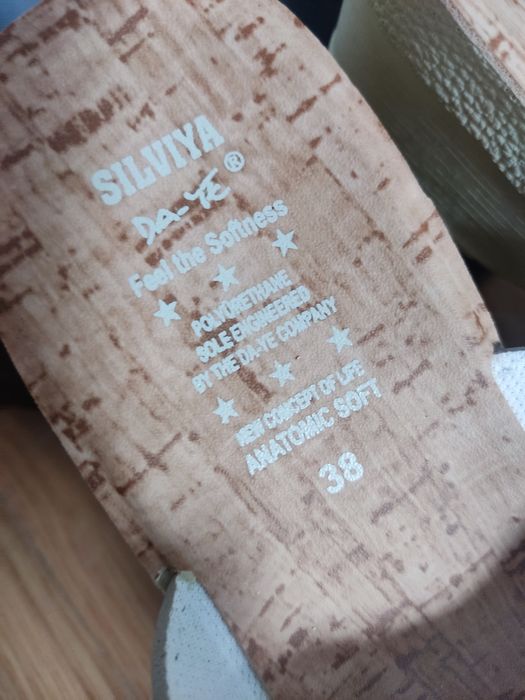 SILVIYA
DA-YE®
Feel the Softness
POLYURETHANE
SOLE ENGINEERED
BY THE DA-YE COMPANY
NEW CONCEPT OF LIFE
ANATOMIC SOFT
38